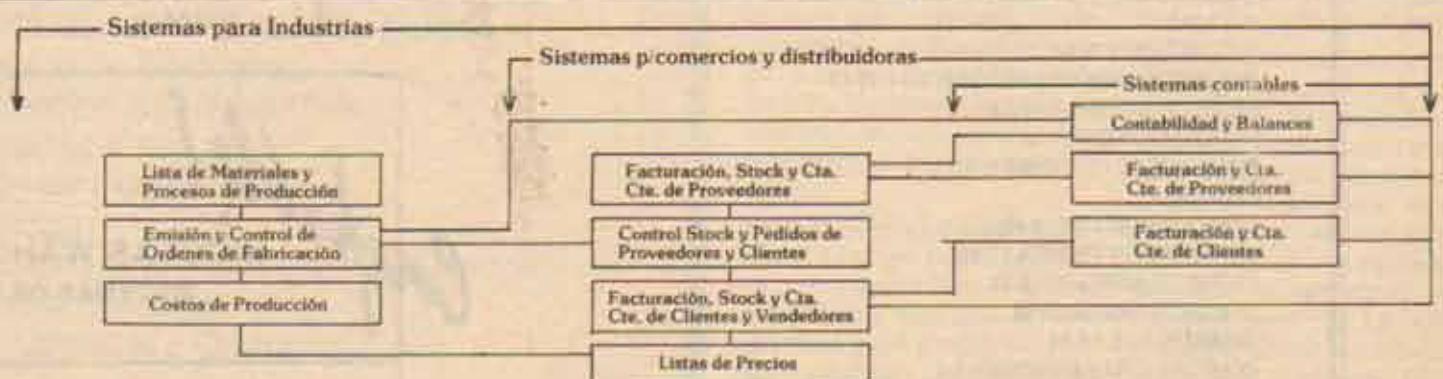 Sistemas para Industrias
Sistemas p/comercios y distribuidoras
Sistemas contables
Lista de Materiales y
Procesos de Producción
Emisión y Control de
Ordenes de Fabricación
Costos de Producción
Facturación, Stock y Cta.
Cte. de Proveedores
Control Stock y Pedidos de
Proveedores y Clientes
Facturación, Stock y Cta.
Cte. de Clientes y Vendedores
Listas de Precios
Contabilidad y Balances
Facturación y Cta.
Cte. de Proveedores
Facturación y Cta.
Cte. de Clientes